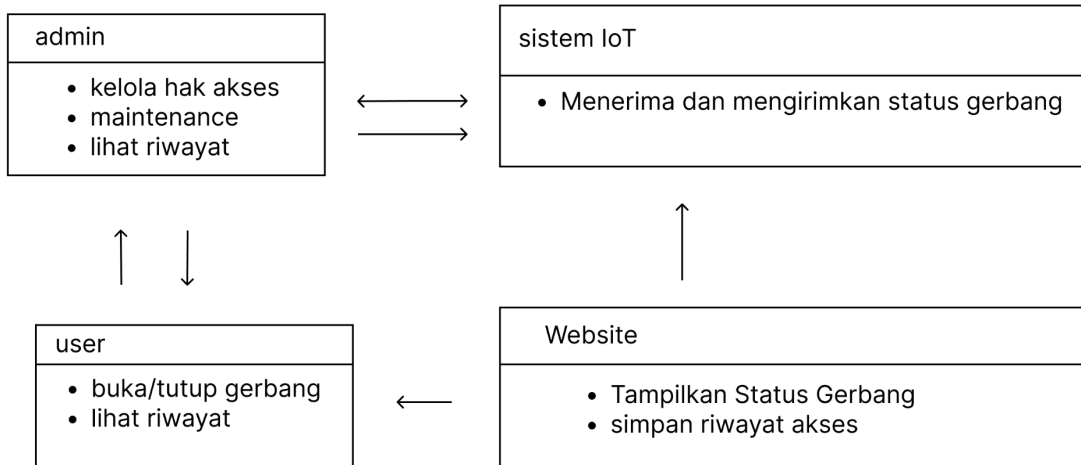 admin
• kelola hak akses
• maintenance
• lihat riwayat
sistem IoT
• Menerima dan mengirimkan status gerbang
user
• buka/tutup gerbang
• lihat riwayat
Website
• Tampilkan Status Gerbang
• simpan riwayat akses